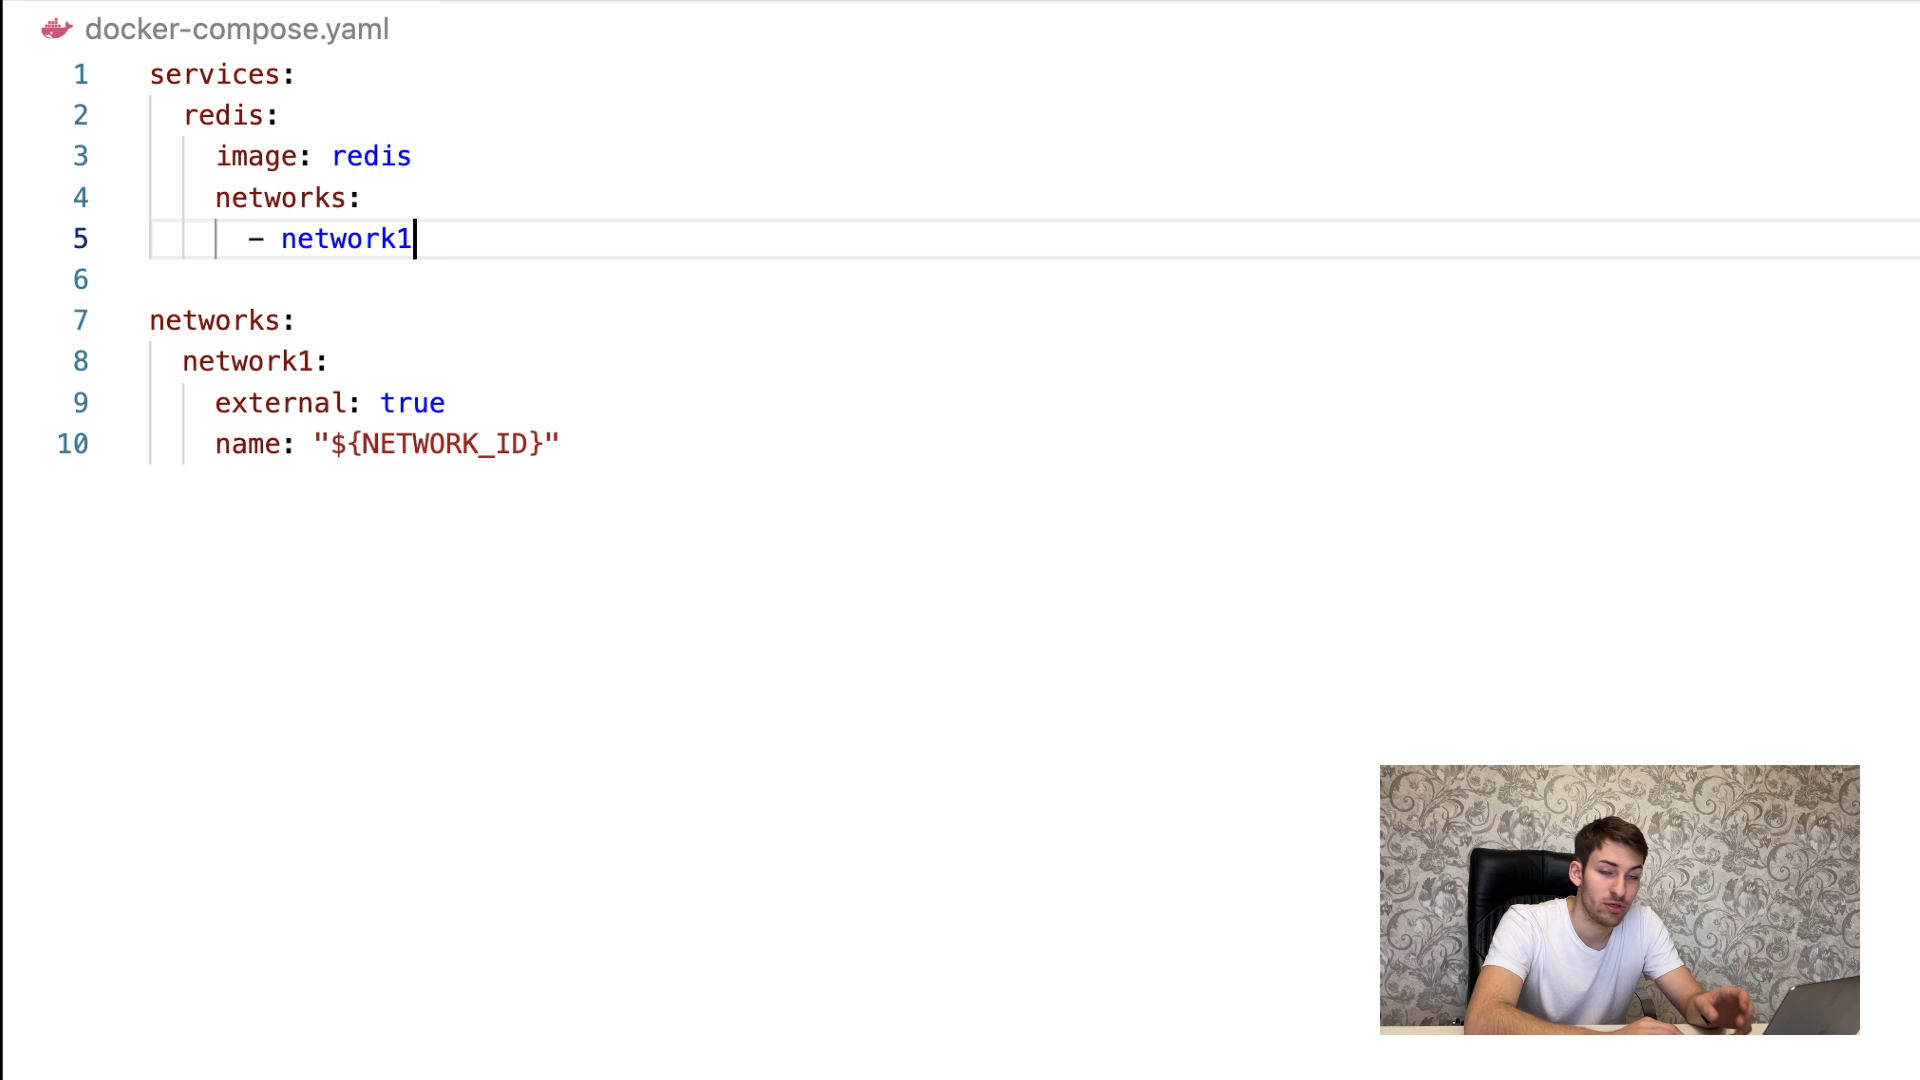 docker-compose.yaml
1 services:
2 redis:
3 image: redis
4 networks:
5 - network1
6
7 networks:
8 network1:
9 external: true
10 name: "${NETWORK_ID}"